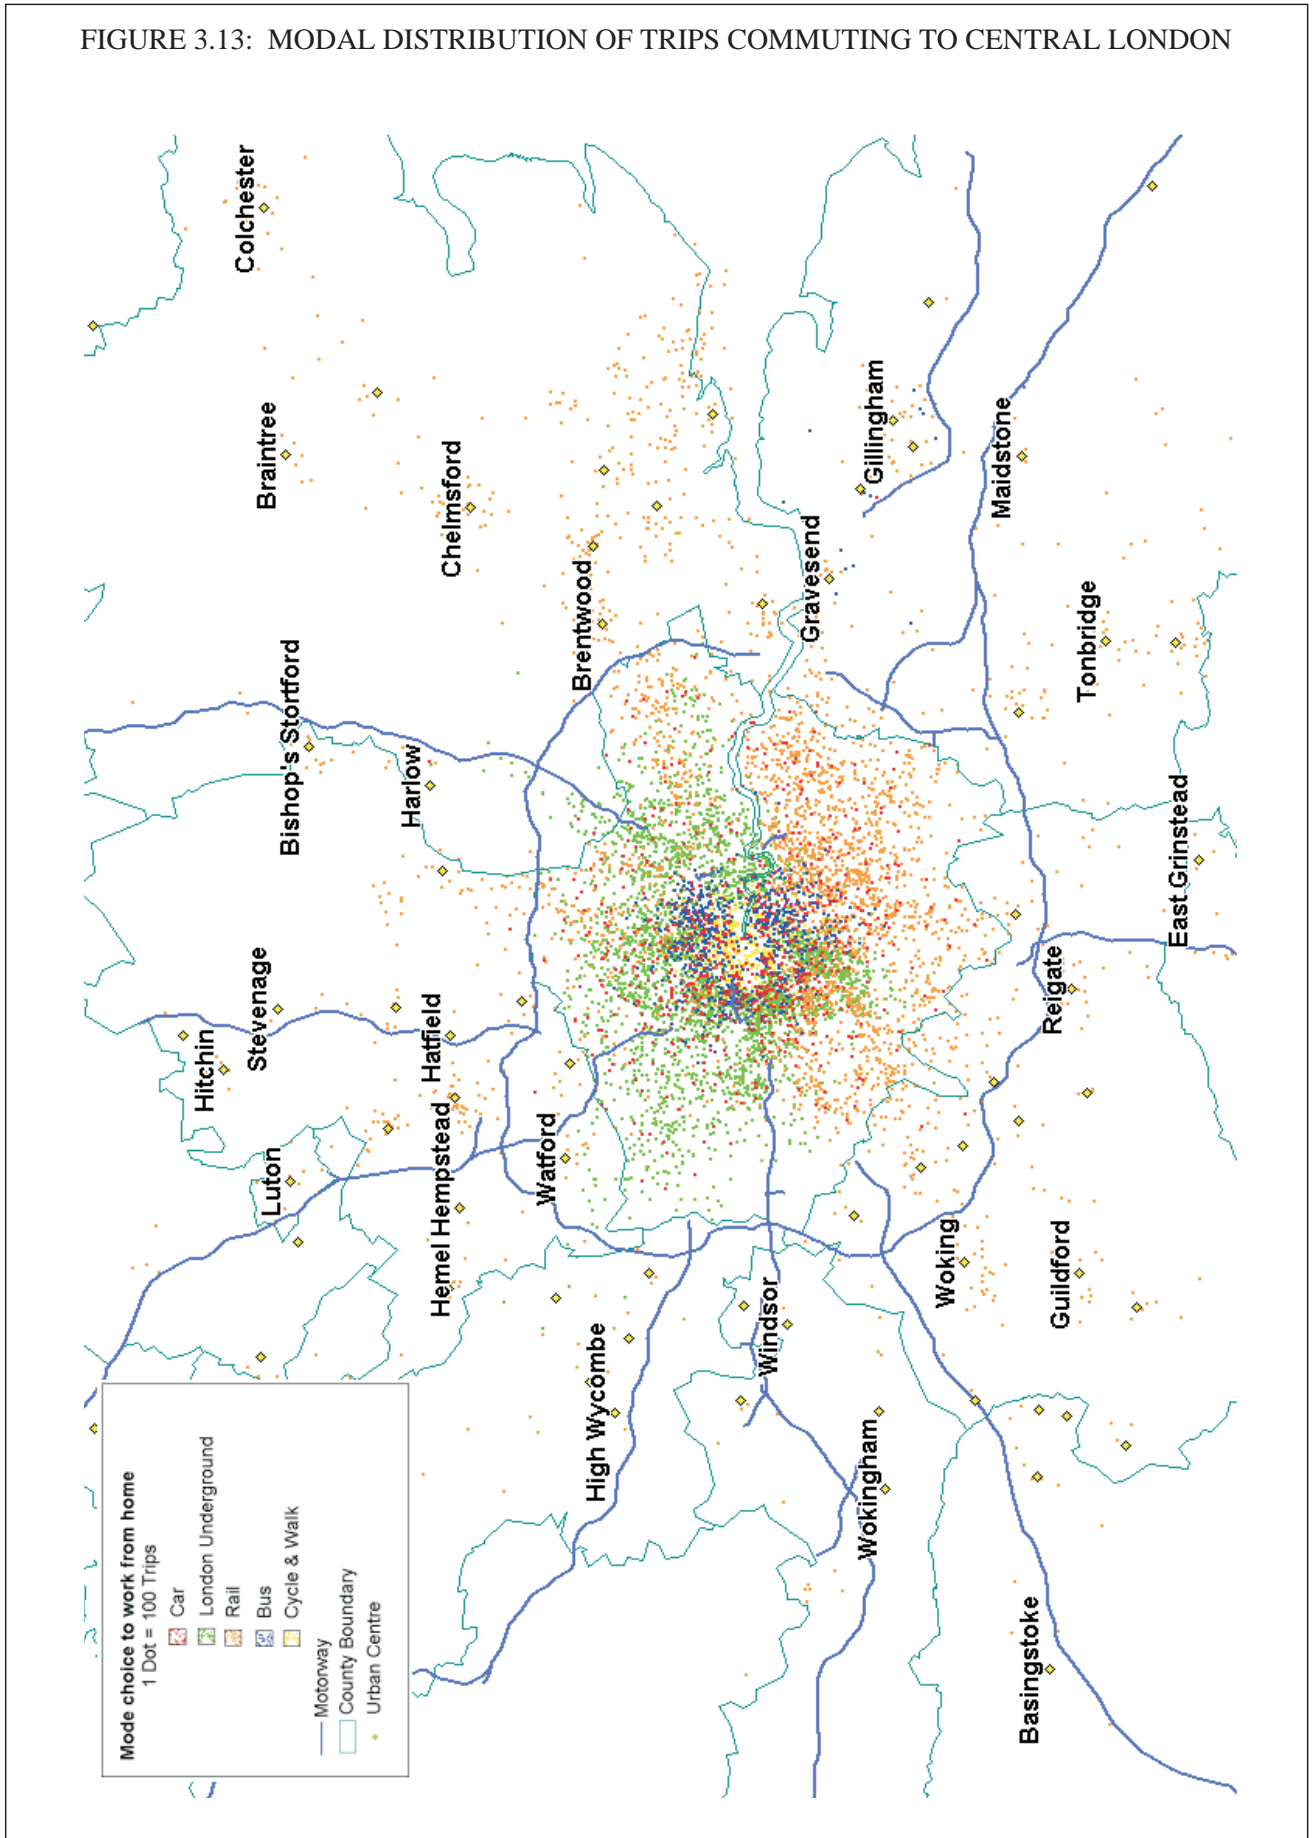 FIGURE 3.13: MODAL DISTRIBUTION OF TRIPS COMMUTING TO CENTRAL LONDON
Mode choice to work from home
1 Dot = 100 Trips
Car
London Underground
Rail
Bus
Cycle & Walk
Motorway
County Boundary
Urban Centre
Colchester
Braintree
Chelmsford
Brentwood
Bishop's Stortford
Harlow
Stevenage
Hitchin
Hatfield
Luton
Hemel Hempstead
Watford
High Wycombe
Windsor
Wokingham
Basingstoke
Woking
Guildford
Reigate
East Grinstead
Tonbridge
Maidstone
Gillingham
Gravesend